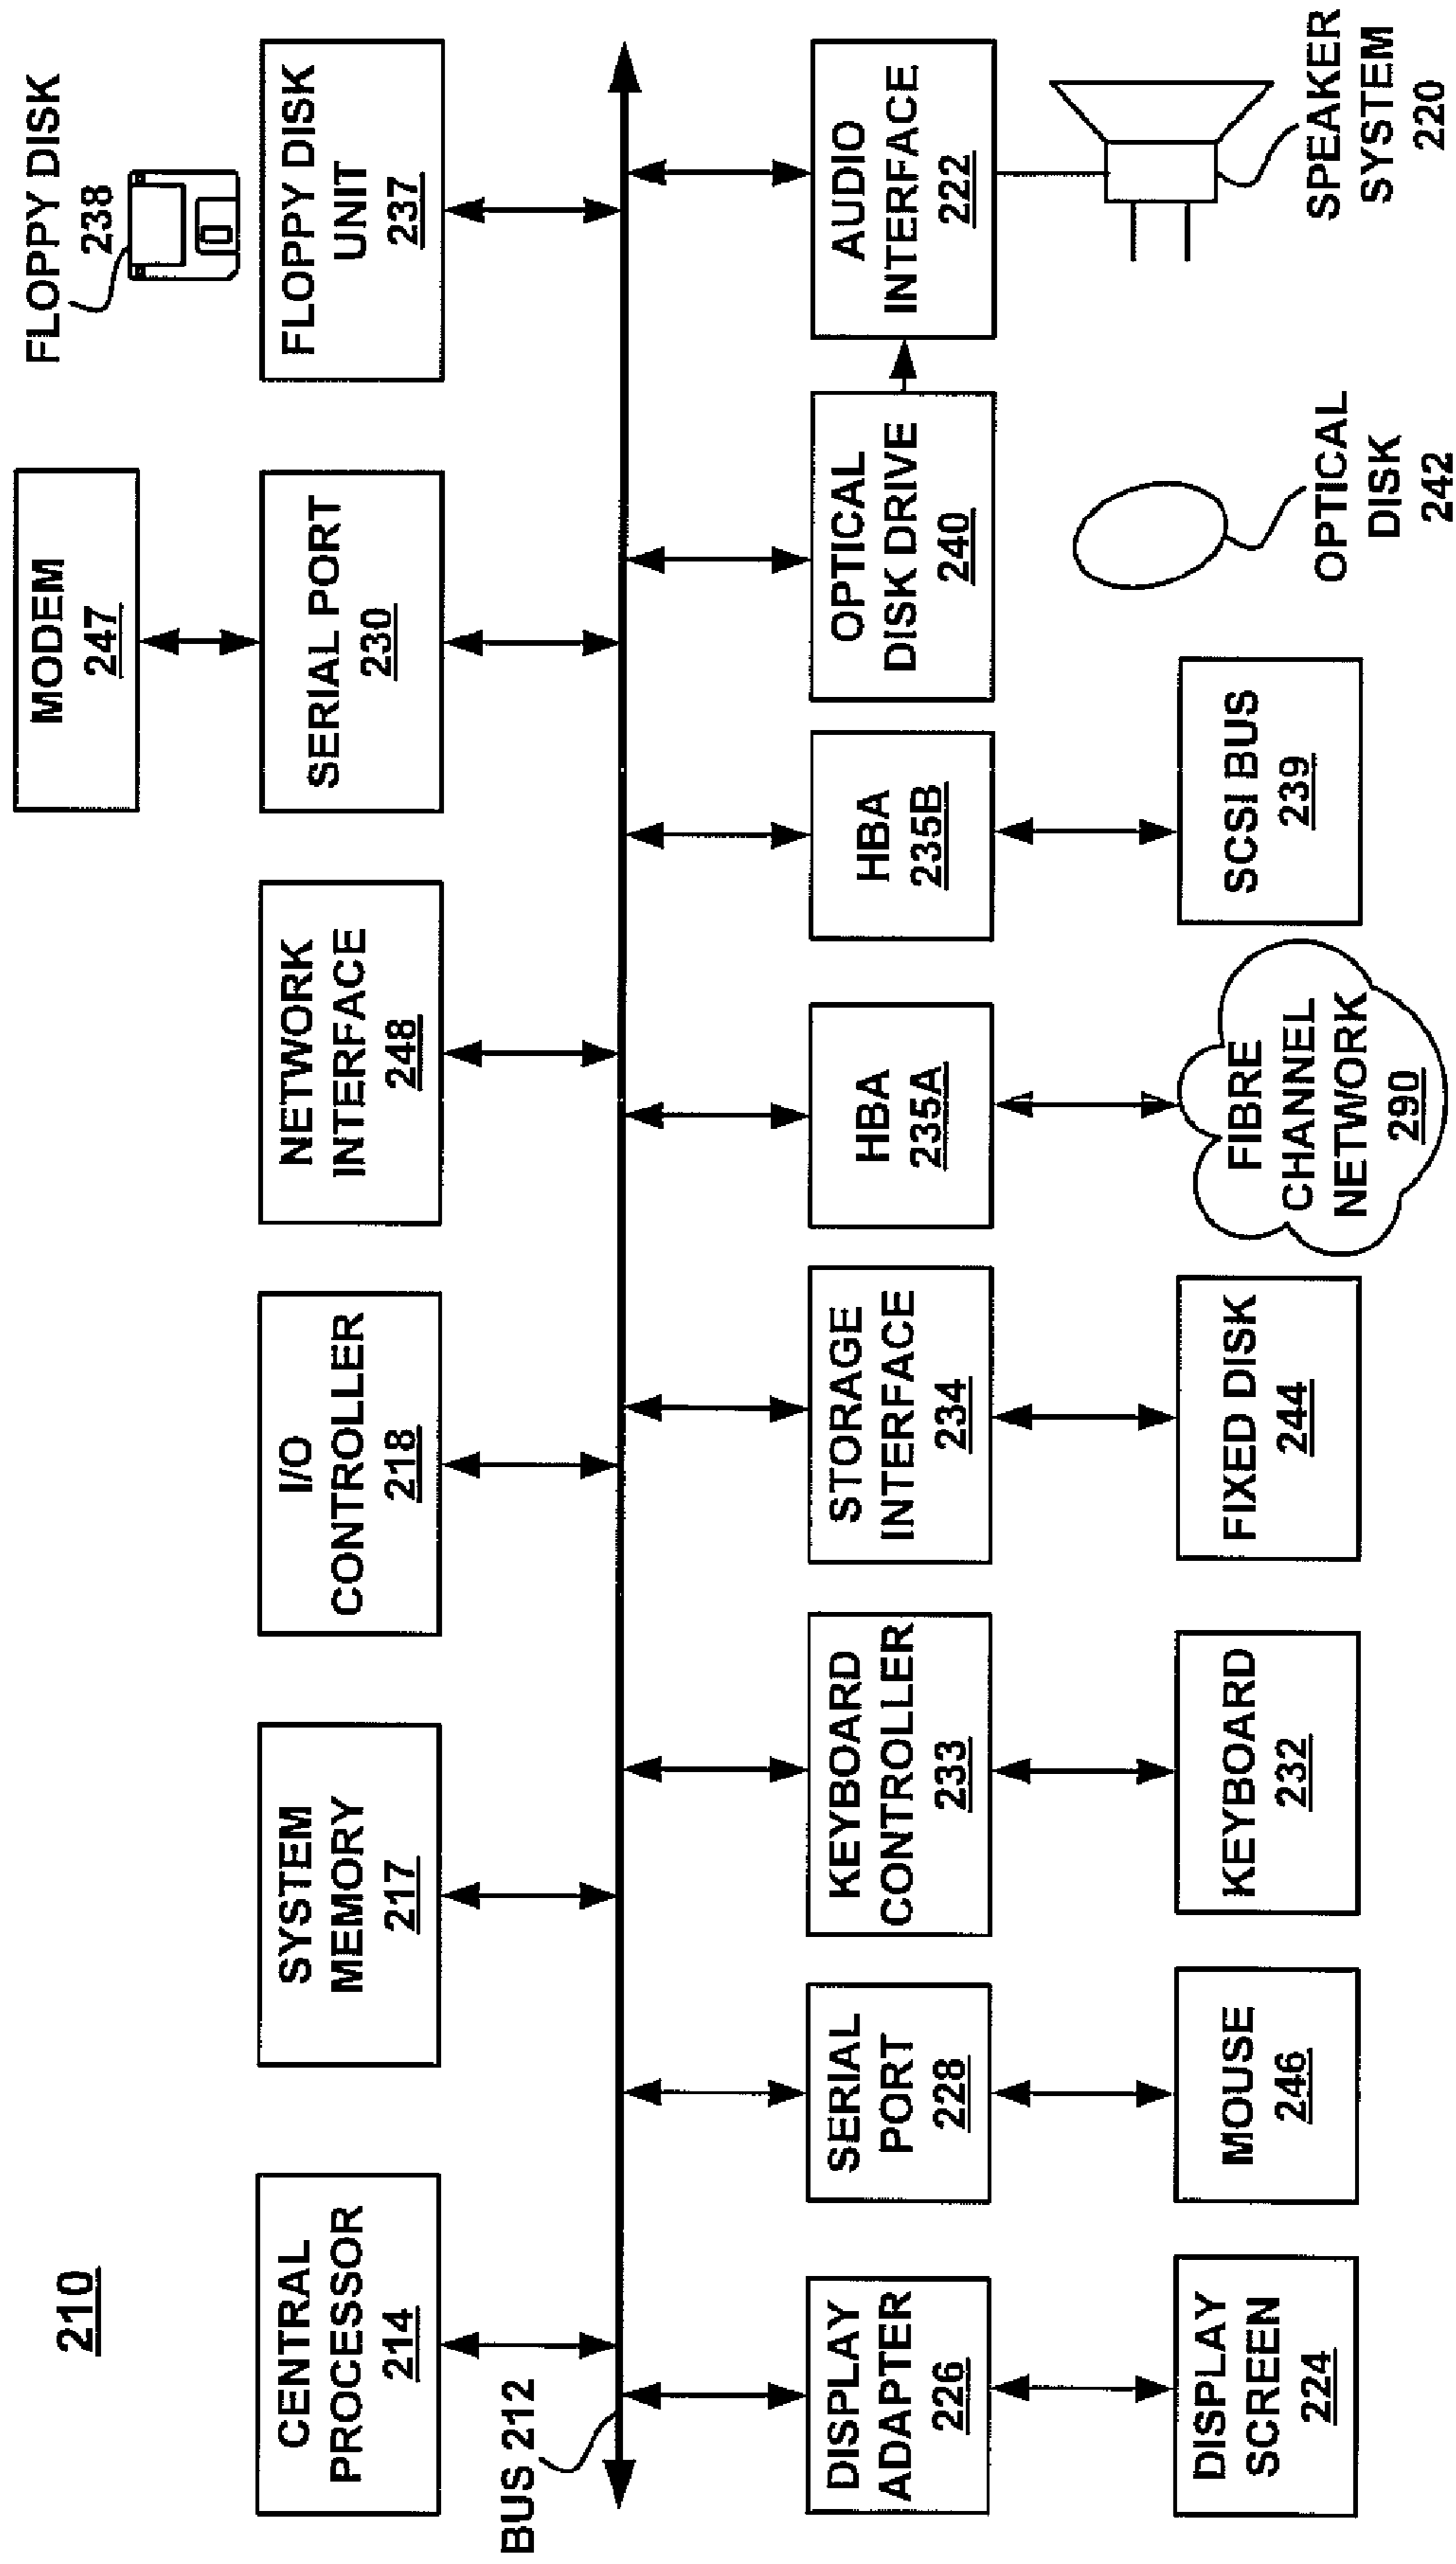 210
MODEM
247
FLOPPY DISK
238
CENTRAL
PROCESSOR
214
SYSTEM
MEMORY
217
I/O
CONTROLLER
218
NETWORK
INTERFACE
248
SERIAL PORT
230
FLOPPY DISK
UNIT
237
BUS 212
DISPLAY
ADAPTER
226
SERIAL
PORT
228
KEYBOARD
CONTROLLER
233
STORAGE
INTERFACE
234
HBA
235A
HBA
235B
OPTICAL
DISK DRIVE
240
AUDIO
INTERFACE
222
DISPLAY
SCREEN
224
MOUSE
246
KEYBOARD
232
FIXED DISK
244
FIBRE
CHANNEL
NETWORK
290
SCSI BUS
239
OPTICAL
DISK
242
SPEAKER
SYSTEM
220